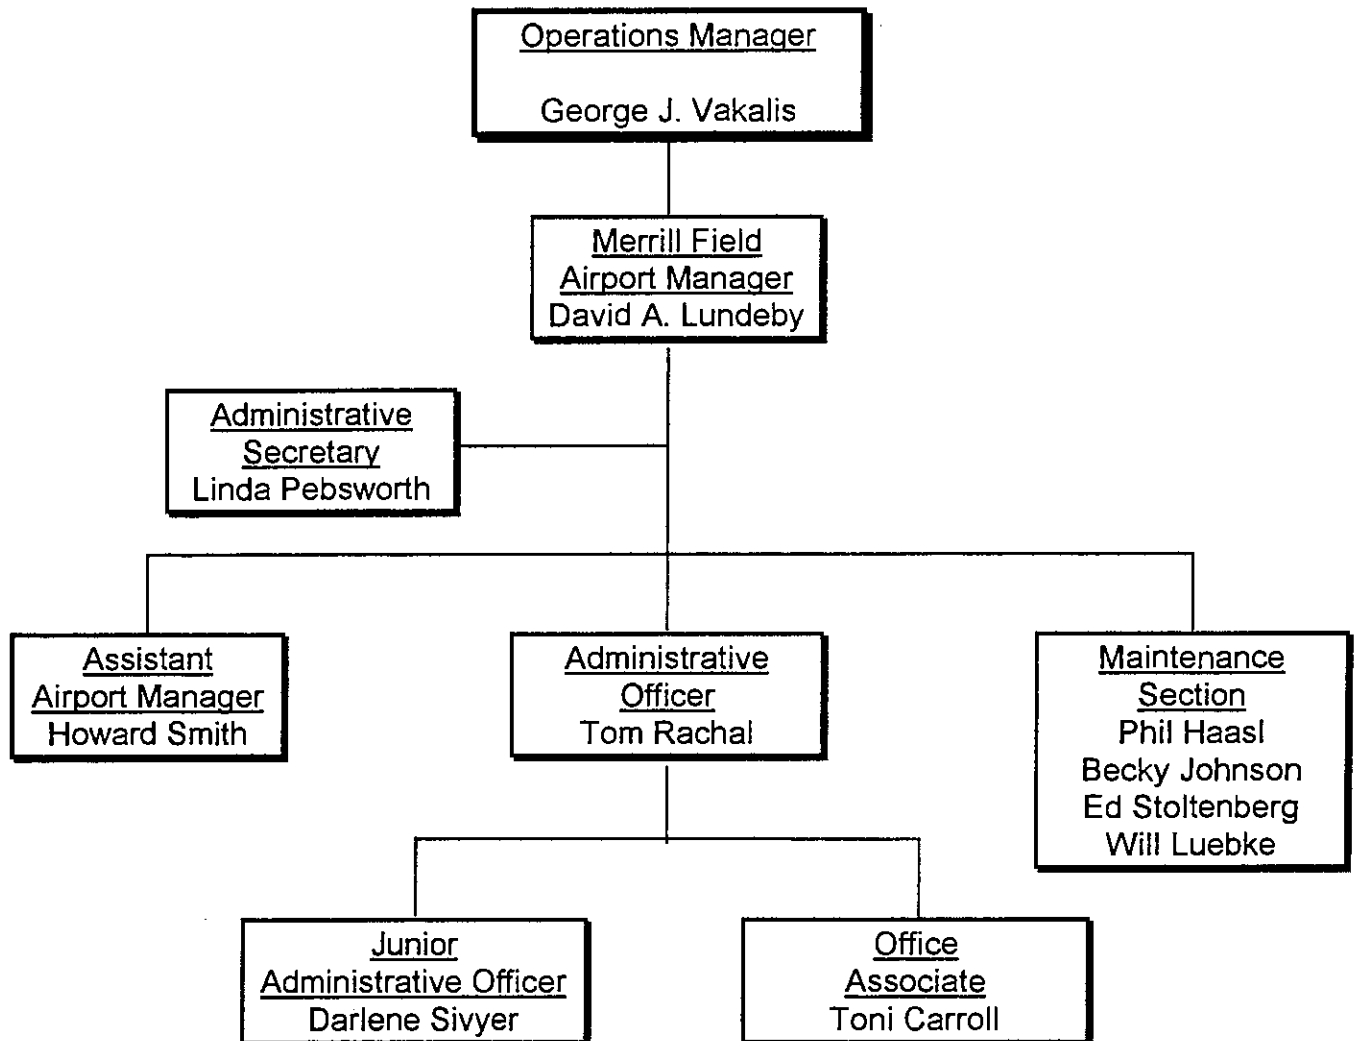 Operations Manager
George J. Vakalis
Merrill Field
Airport Manager
David A. Lundeby
Administrative
Secretary
Linda Pebsworth
Assistant
Airport Manager
Howard Smith
Administrative
Officer
Tom Rachal
Maintenance
Section
Phil Haasl
Becky Johnson
Ed Stoltenberg
Will Luebke
Junior
Administrative Officer
Darlene Sivyer
Office
Associate
Toni Carroll